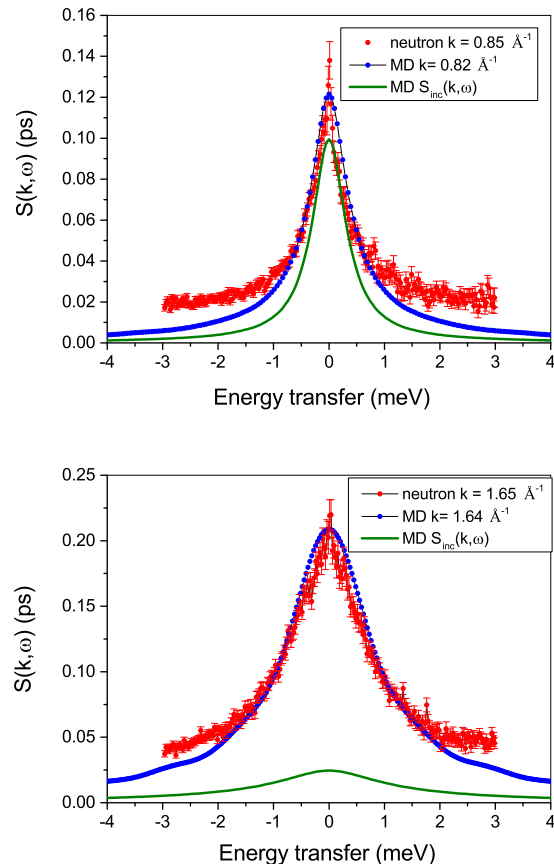 0.16
0.14
0.12
0.10
0.08
0.06
0.04
0.02
0.00
S(k,ω) (ps)
neutron k = 0.85 Å⁻¹
MD k= 0.82 Å⁻¹
MD S_inc(k,ω)
-4 -3 -2 -1 0 1 2 3 4
Energy transfer (meV)
0.25
0.20
0.15
0.10
0.05
0.00
S(k,ω) (ps)
neutron k = 1.65 Å⁻¹
MD k= 1.64 Å⁻¹
MD S_inc(k,ω)
-4 -3 -2 -1 0 1 2 3 4
Energy transfer (meV)